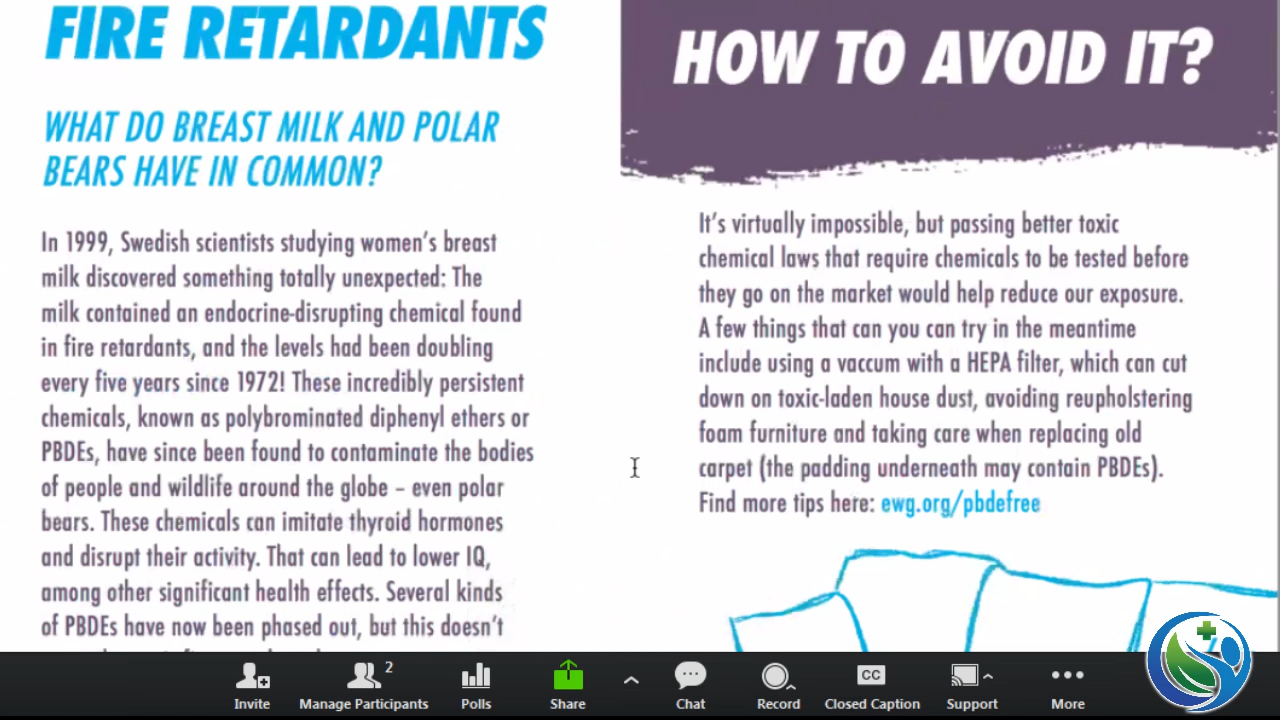 FIRE RETARDANTS
WHAT DO BREAST MILK AND POLAR
BEARS HAVE IN COMMON?
In 1999, Swedish scientists studying women's breast
milk discovered something totally unexpected: The
milk contained an endocrine-disrupting chemical found
in fire retardants, and the levels had been doubling
every five years since 1972! These incredibly persistent
chemicals, known as polybrominated diphenyl ethers or
PBDEs, have since been found to contaminate the bodies
of people and wildlife around the globe – even polar
bears. These chemicals can imitate thyroid hormones
and disrupt their activity. That can lead to lower IQ,
among other significant health effects. Several kinds
of PBDEs have now been phased out, but this doesn't
HOW TO AVOID IT?
It's virtually impossible, but passing better toxic
chemical laws that require chemicals to be tested before
they go on the market would help reduce our exposure.
A few things that can you can try in the meantime
include using a vaccum with a HEPA filter, which can cut
down on toxic-laden house dust, avoiding reupholstering
foam furniture and taking care when replacing old
carpet (the padding underneath may contain PBDEs).
Find more tips here: ewg.org/pbdefree
Invite
Manage Participants
2
Polls
Share
Chat
Record
CC
Closed Caption
Support
More